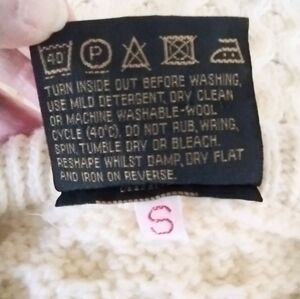 40 P
TURN INSIDE OUT BEFORE WASHING,
USE MILD DETERGENT, DRY CLEAN
OR MACHINE WASHABLE-WOOL
CYCLE (40°C). DO NOT RUB, WRING,
SPIN, TUMBLE DRY OR BLEACH.
RESHAPE WHILST DAMP, DRY FLAT
AND IRON ON REVERSE.
S